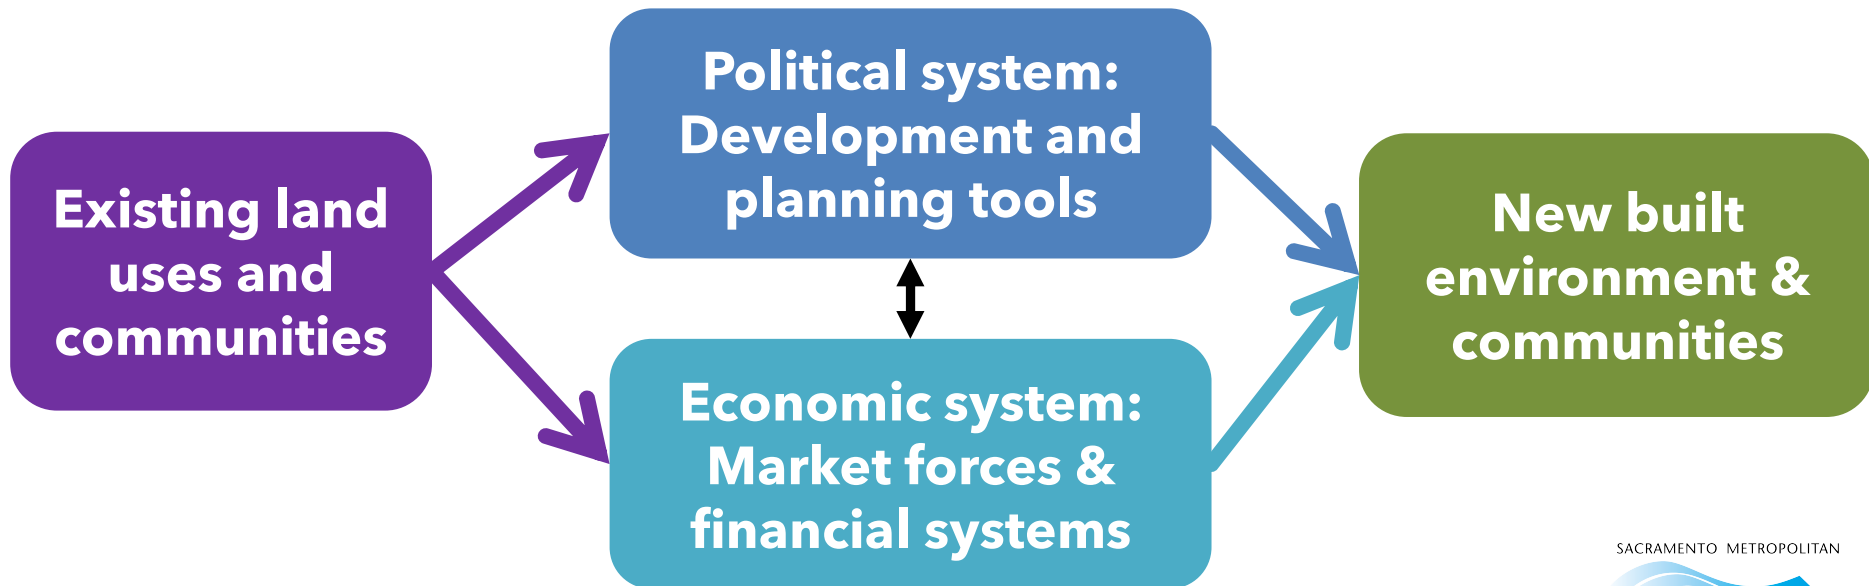 Existing land
uses and
communities
Political system:
Development and
planning tools
Economic system:
Market forces &
financial systems
New built
environment &
communities
SACRAMENTO METROPOLITAN